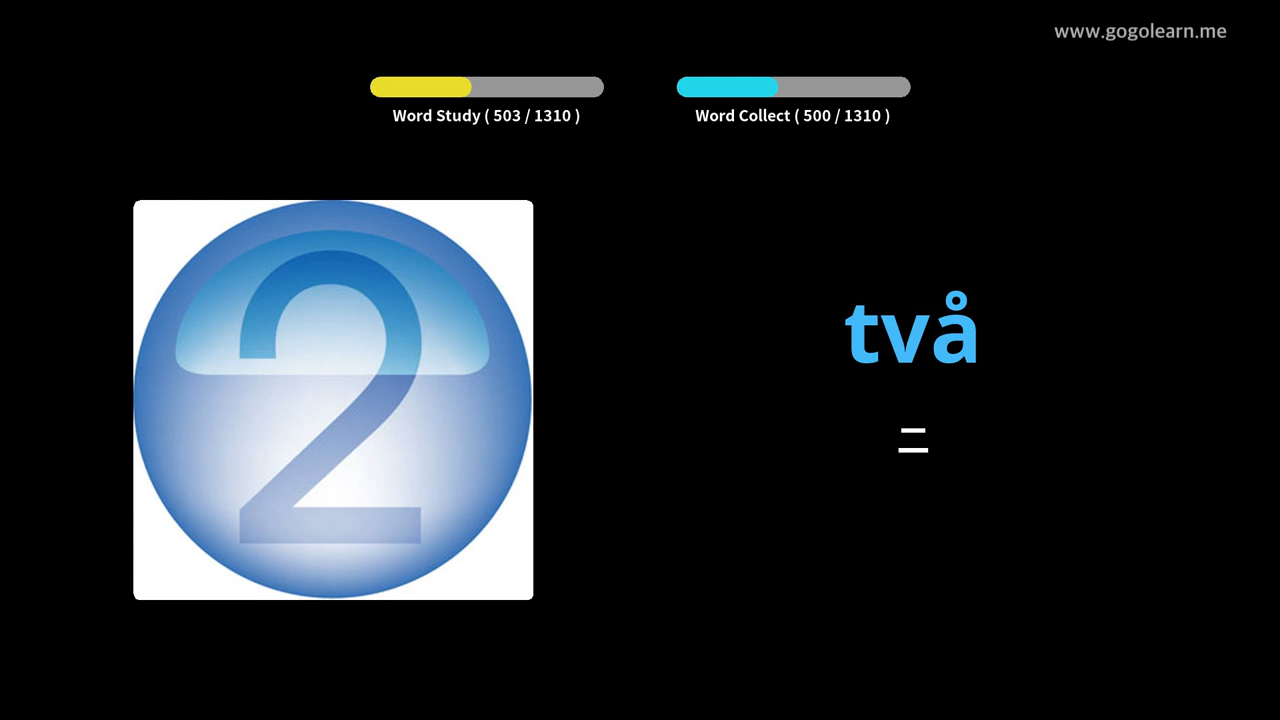 www.gogolearn.me
Word Study ( 503 / 1310 )
Word Collect ( 500 / 1310 )
2
två
二